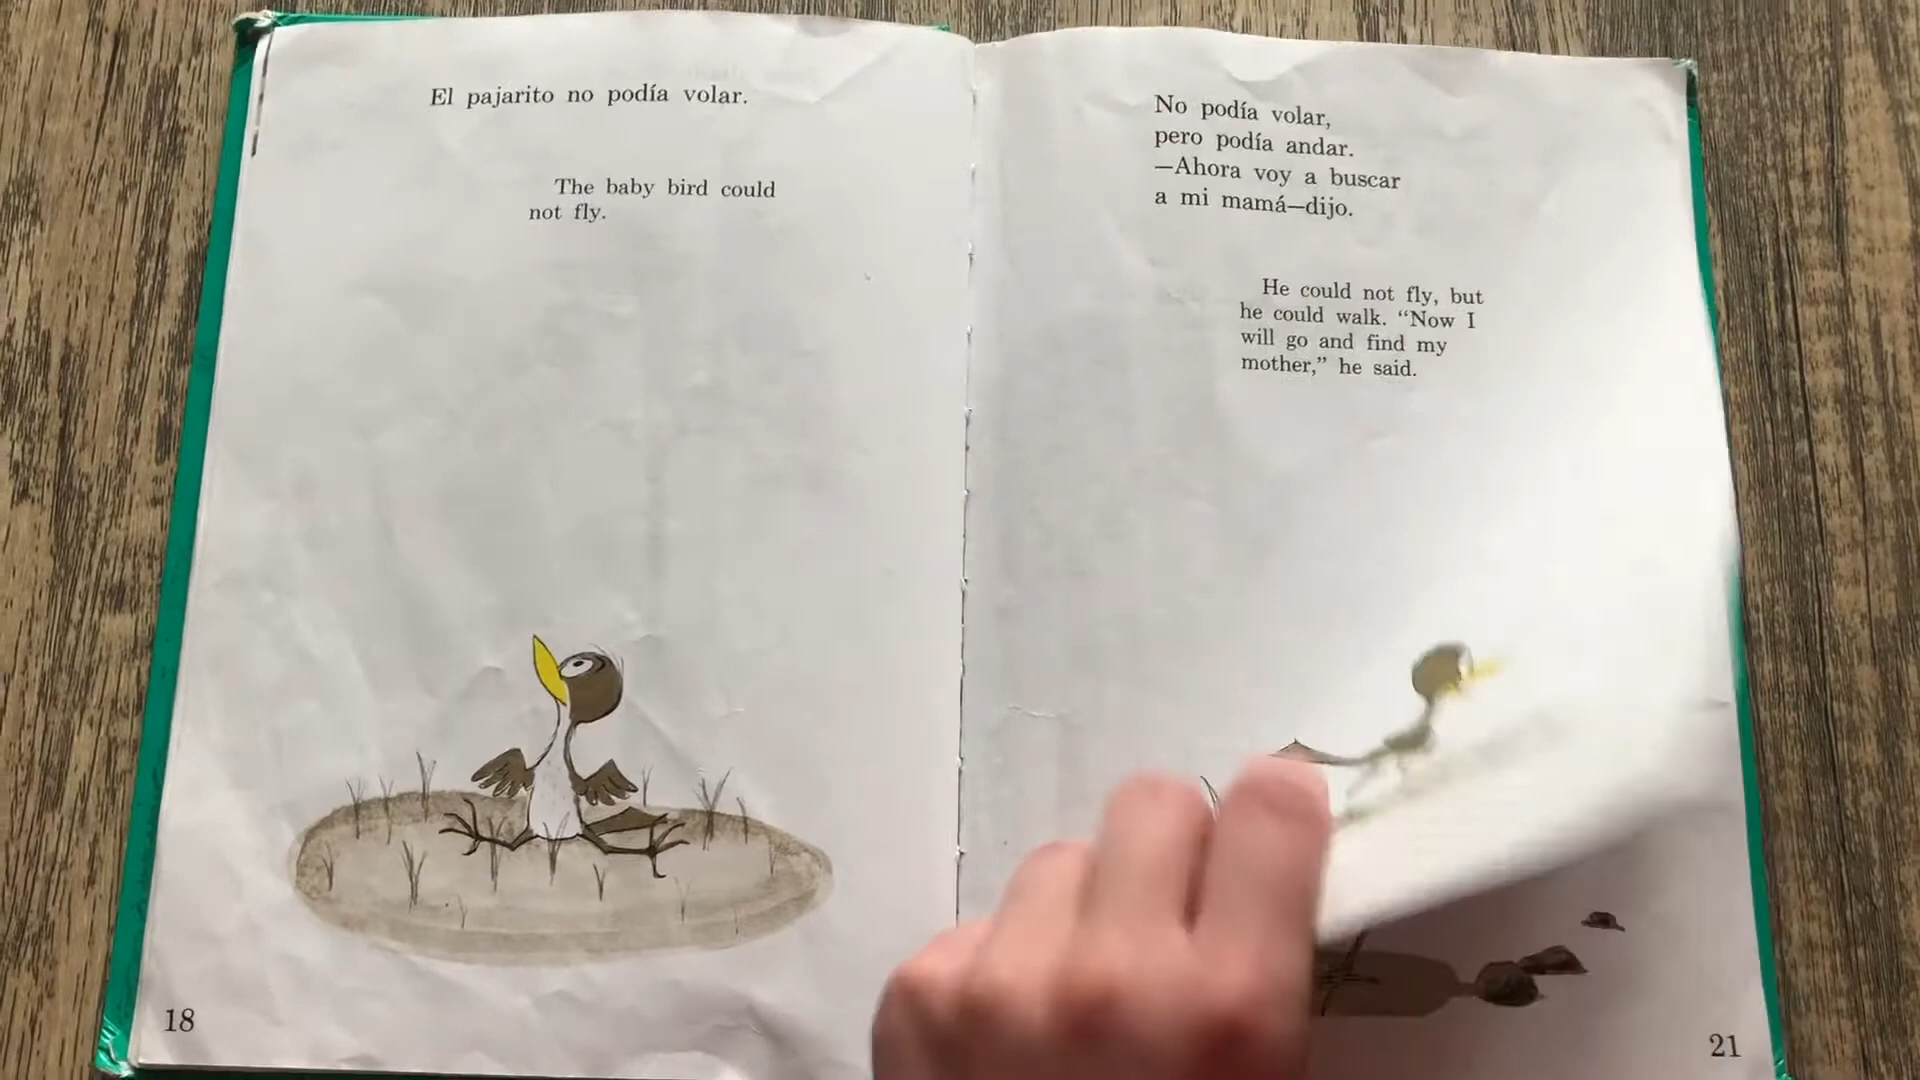 El pajarito no podía volar.
The baby bird could
not fly.
18
No podía volar,
pero podía andar.
—Ahora voy a buscar
a mi mamá—dijo.
He could not fly, but
he could walk. “Now I
will go and find my
mother,” he said.
21